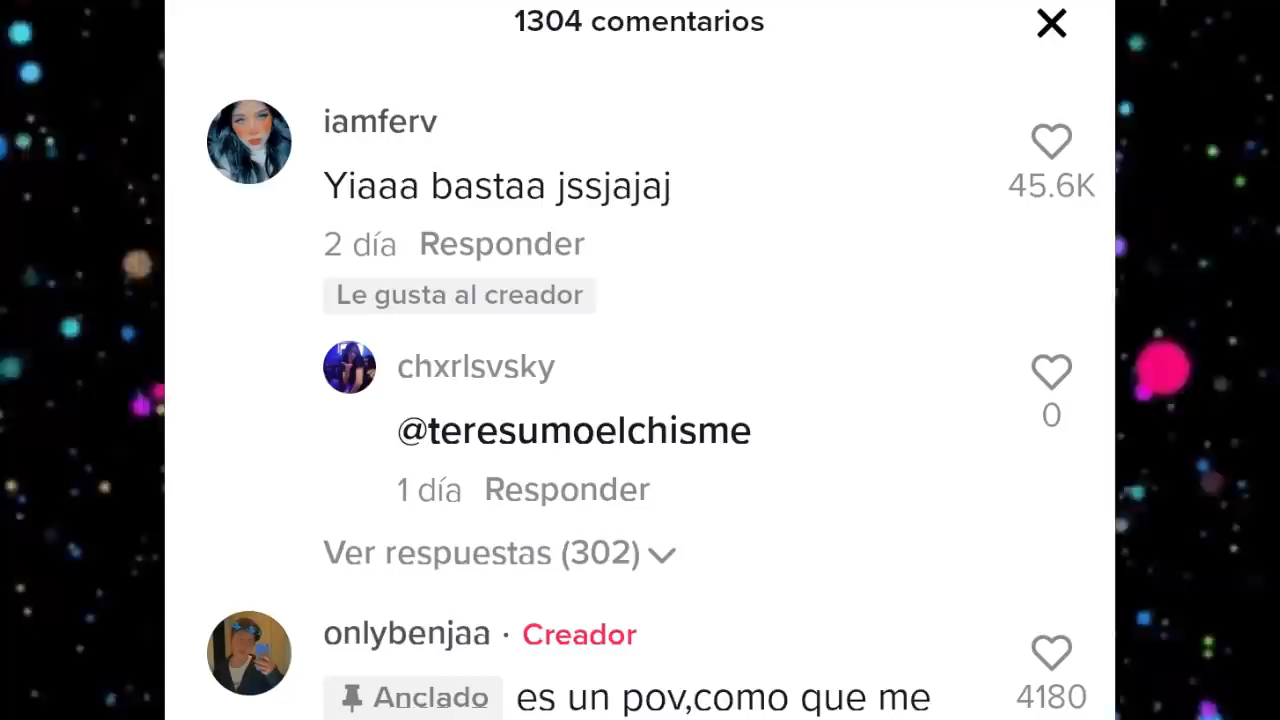 1304 comentarios
iamferv
Yiaaa bastaa jssjajaj
45.6K
2 día Responder
Le gusta al creador
chxrlsvsky
@teresumoelchisme
0
1 día Responder
Ver respuestas (302)
onlybenjaa · Creador
Anclado es un pov,como que me
4180